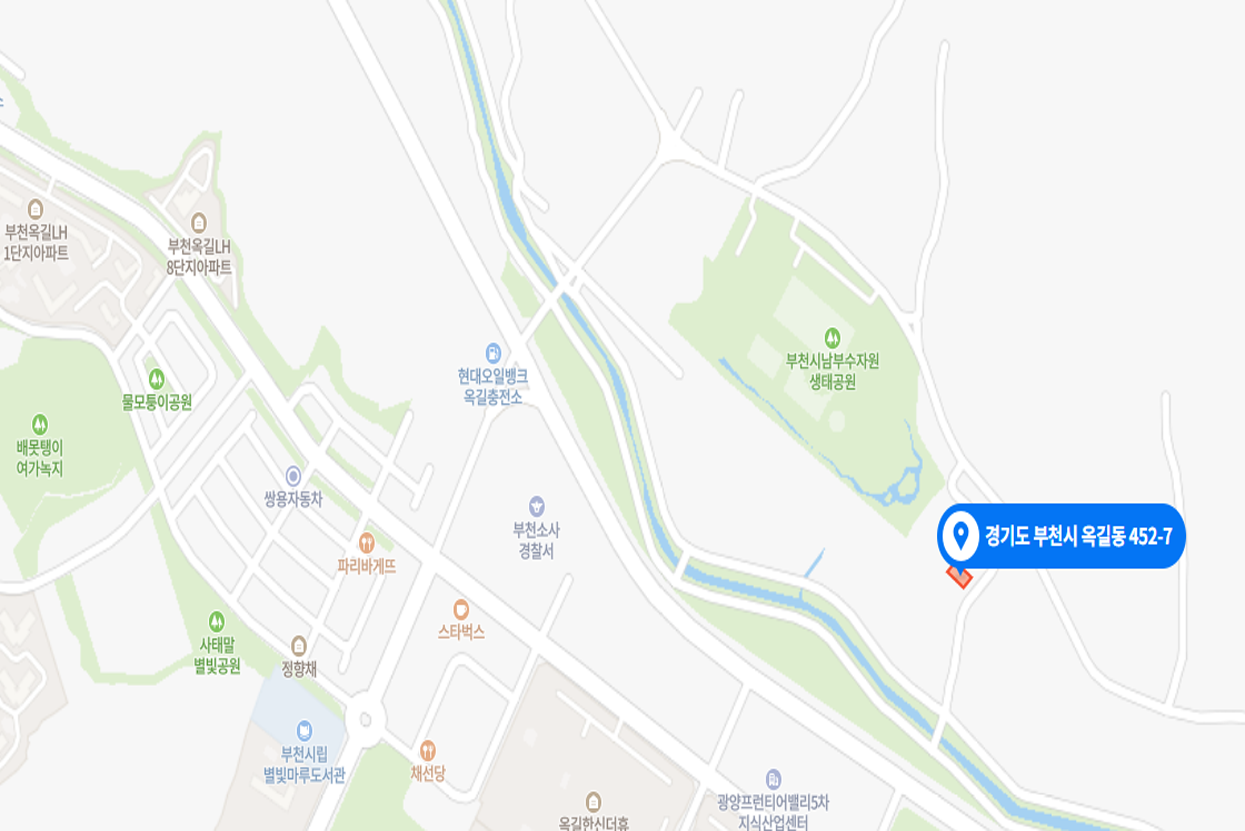 부천옥길LH
1단지아파트
부천옥길LH
8단지아파트
물모퉁이공원
배못탱이
여가녹지
현대오일뱅크
옥길충전소
부천시남부수자원
생태공원
쌍용자동차
부천소사
경찰서
경기도 부천시 옥길동 452-7
파리바게뜨
스타벅스
사태말
별빛공원
정향채
부천시립
별빛마루도서관
채선당
광양프런티어밸리5차
지식산업센터
옥길한신더휴